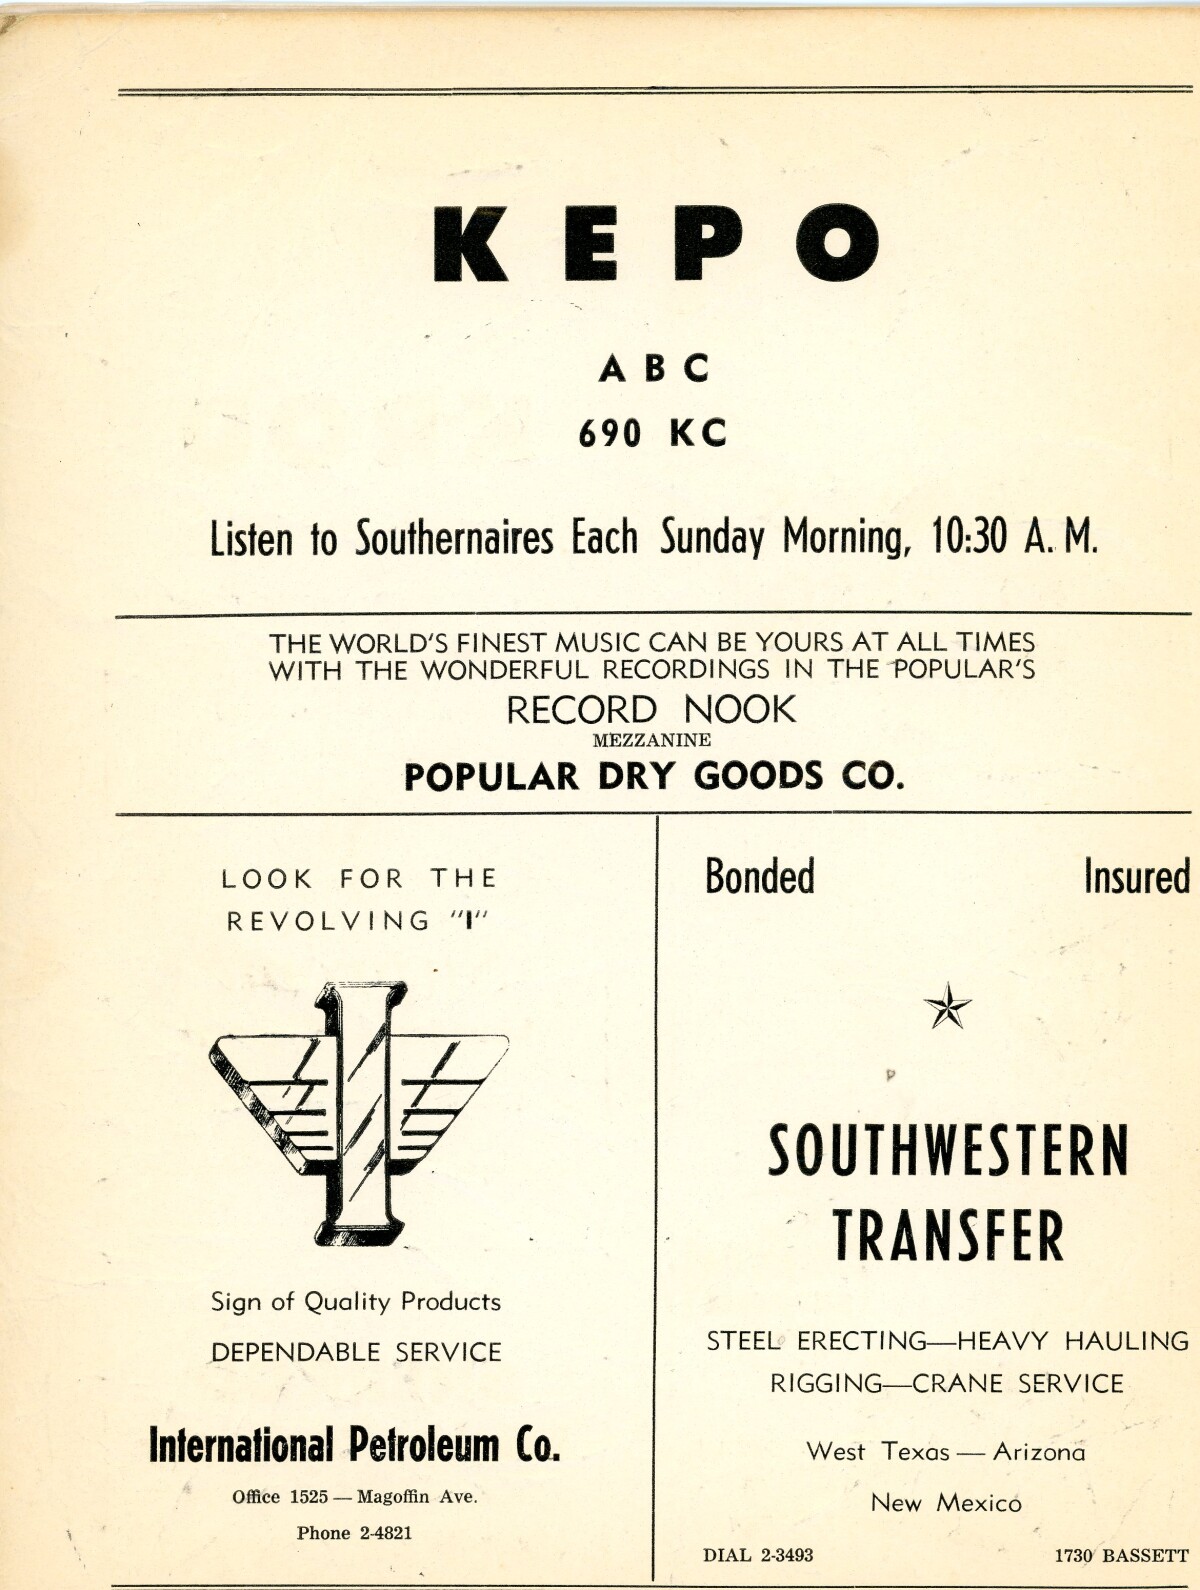 KEPO
ABC
690 KC
Listen to Southernaires Each Sunday Morning, 10:30 A. M.
THE WORLD'S FINEST MUSIC CAN BE YOURS AT ALL TIMES
WITH THE WONDERFUL RECORDINGS IN THE POPULAR'S
RECORD NOOK
MEZZANINE
POPULAR DRY GOODS CO.
LOOK FOR THE
REVOLVING "I"
Sign of Quality Products
DEPENDABLE SERVICE
International Petroleum Co.
Office 1525 — Magoffin Ave.
Phone 2-4821
Bonded Insured
SOUTHWESTERN
TRANSFER
STEEL ERECTING—HEAVY HAULING
RIGGING—CRANE SERVICE
West Texas — Arizona
New Mexico
DIAL 2-3493 1730 BASSETT